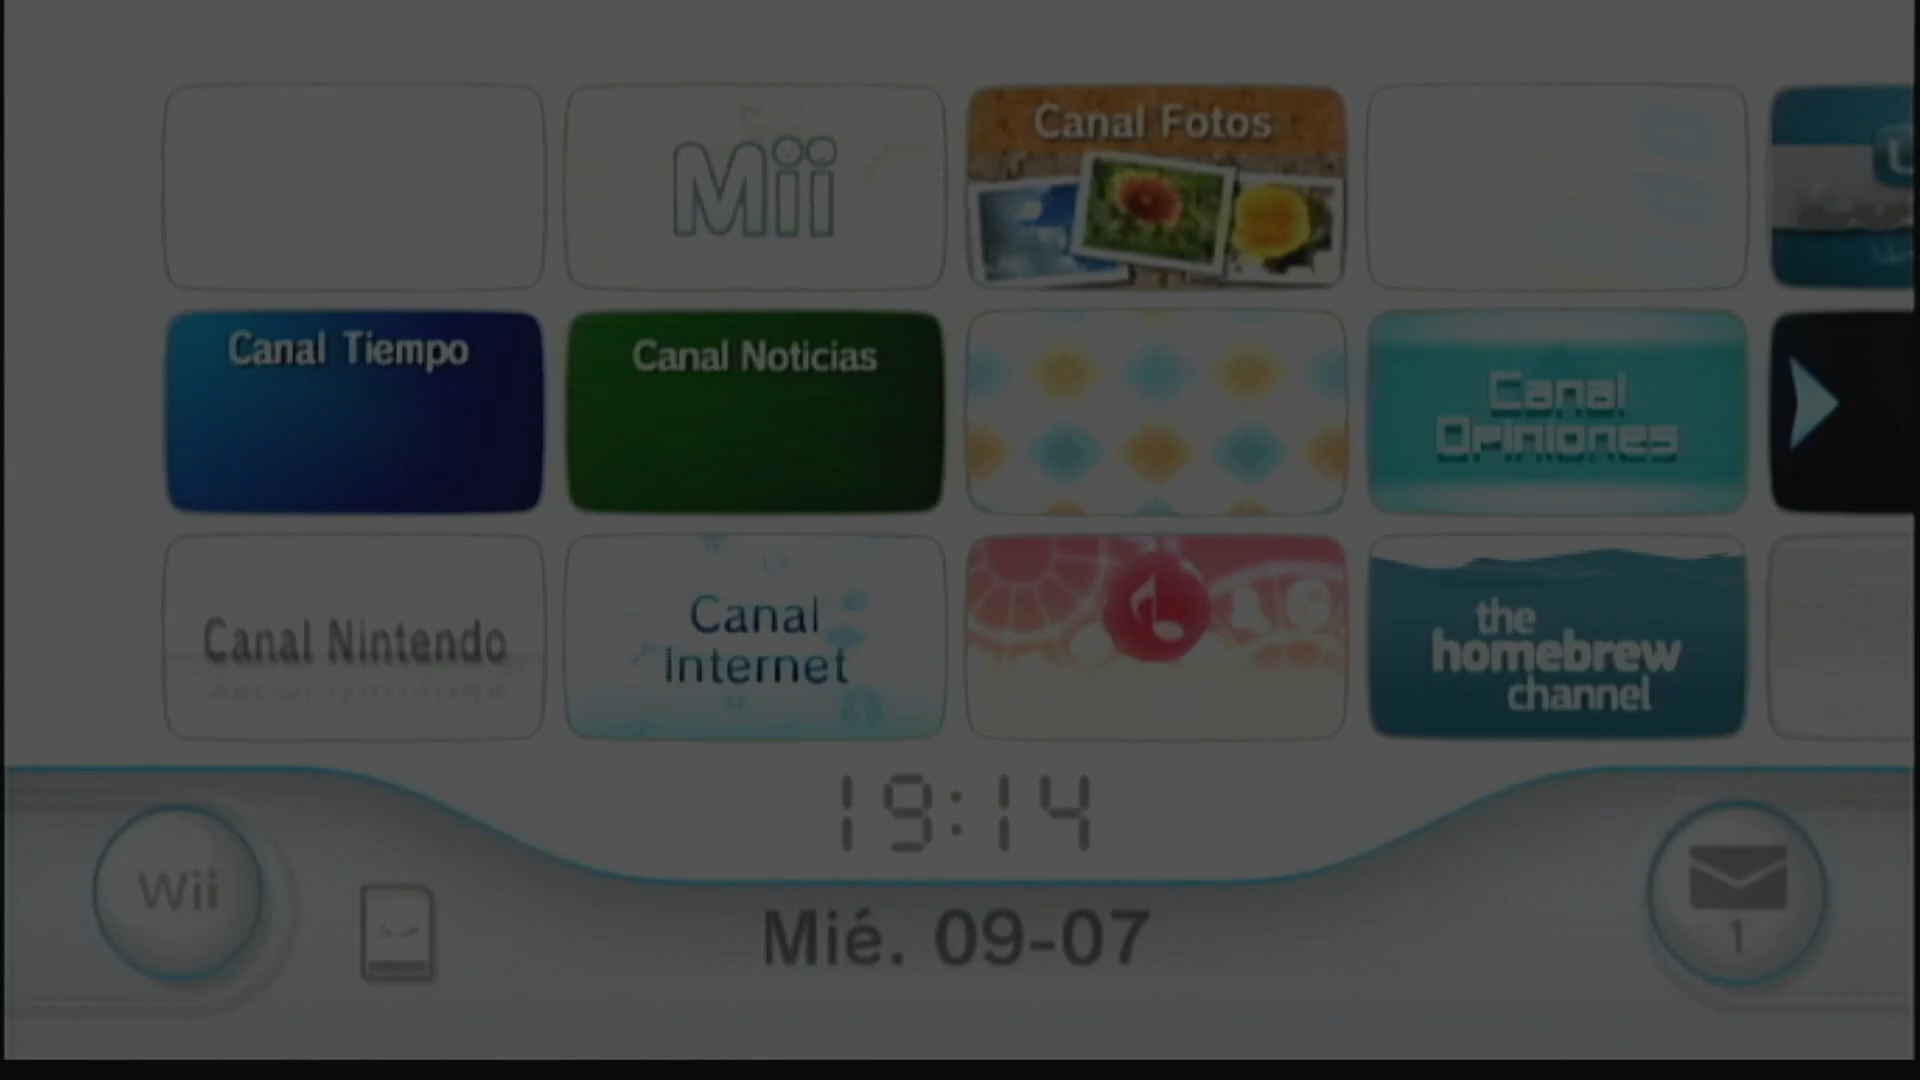 Mii
Canal Fotos
Canal Tiempo
Canal Noticias
Canal
Opiniones
Canal Nintendo
Canal
Internet
the
homebrew
channel
19:14
Wii
Mié. 09-07
1